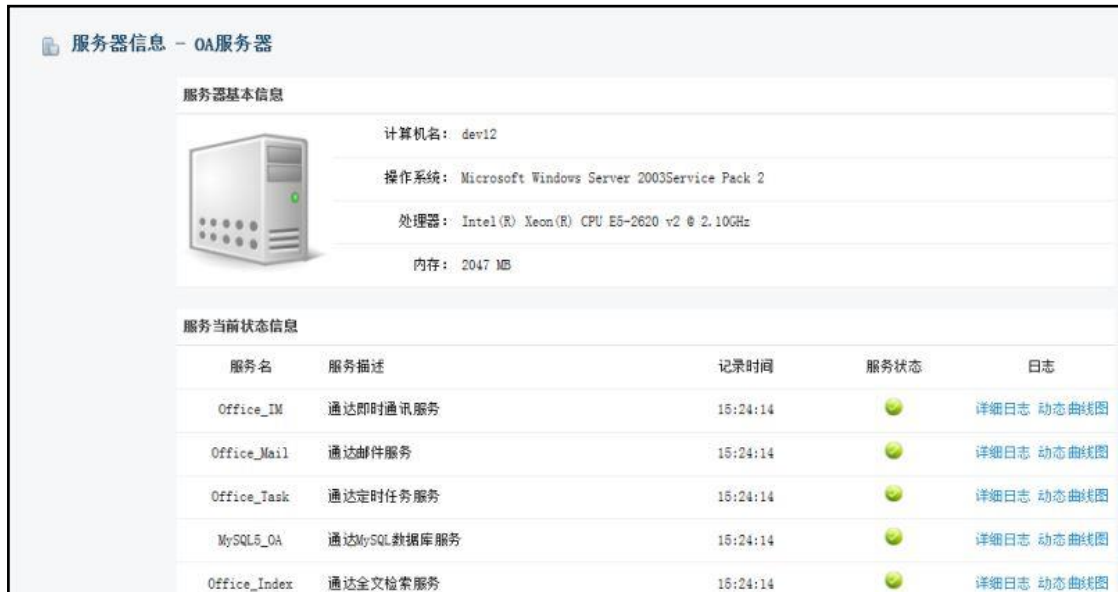 服务器信息 - OA服务器
服务器基本信息
计算机名： dev12
操作系统： Microsoft Windows Server 2003Service Pack 2
处理器： Intel(R) Xeon(R) CPU E5-2620 v2 @ 2.10GHz
内存： 2047 MB
服务当前状态信息
服务名 服务描述 记录时间 服务状态 日志
Office_IM 通达即时通讯服务 15:24:14 详细日志 动态曲线图
Office_Mail 通达邮件服务 15:24:14 详细日志 动态曲线图
Office_Task 通达定时任务服务 15:24:14 详细日志 动态曲线图
MySQL5_OA 通达MySQL数据库服务 15:24:14 详细日志 动态曲线图
Office_Index 通达全文检索服务 15:24:14 详细日志 动态曲线图